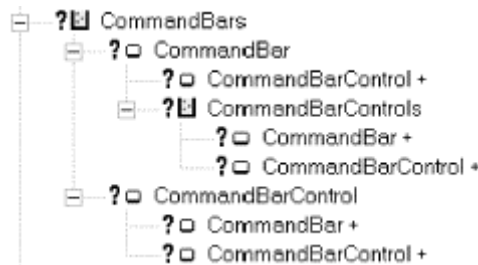 ? CommandBars
? CommandBar
? CommandBarControl +
? CommandBarControls
? CommandBar +
? CommandBarControl +
? CommandBarControl
? CommandBar +
? CommandBarControl +